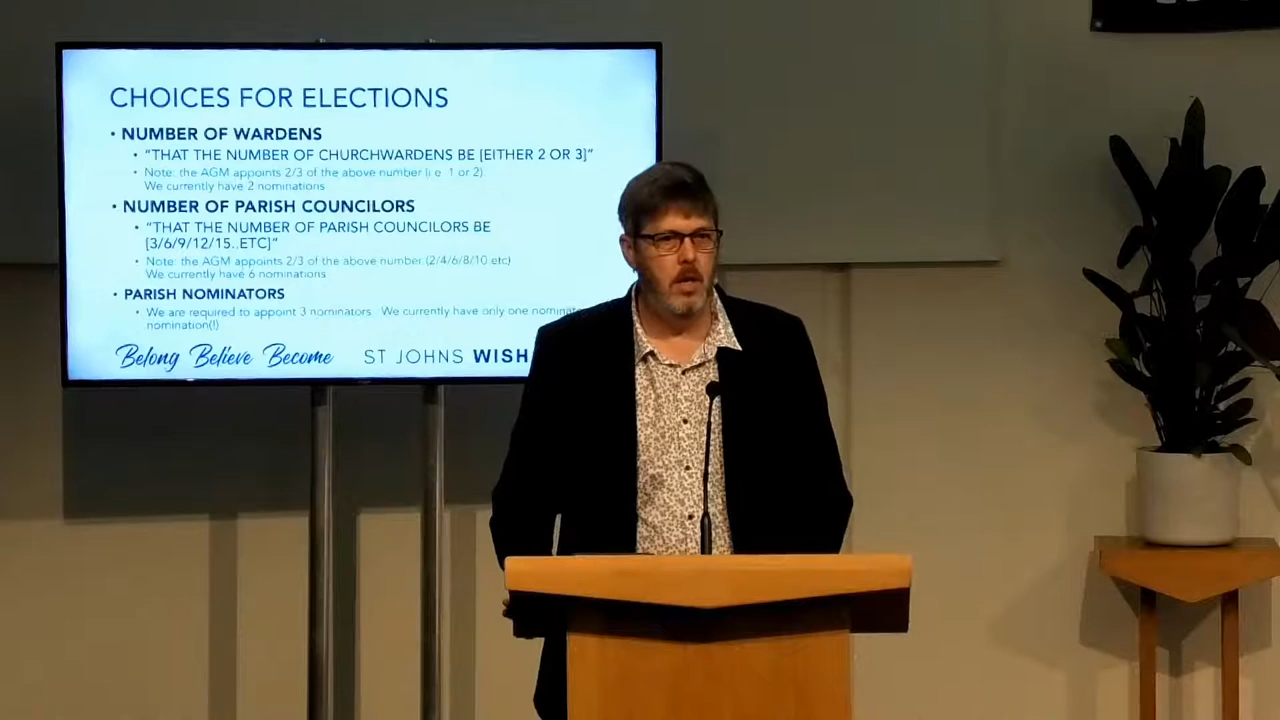 CHOICES FOR ELECTIONS
• NUMBER OF WARDENS
• "THAT THE NUMBER OF CHURCHWARDENS BE [EITHER 2 OR 3]"
• Note: the AGM appoints 2/3 of the above number (i.e. 1 or 2).
We currently have 2 nominations
• NUMBER OF PARISH COUNCILORS
• "THAT THE NUMBER OF PARISH COUNCILORS BE
[3/6/9/12/15..ETC]"
• Note: the AGM appoints 2/3 of the above number (2/4/6/8/10 etc)
We currently have 6 nominations
• PARISH NOMINATORS
• We are required to appoint 3 nominators We currently have only one
nomination(!)
Belong Believe Become ST JOHNS WISH